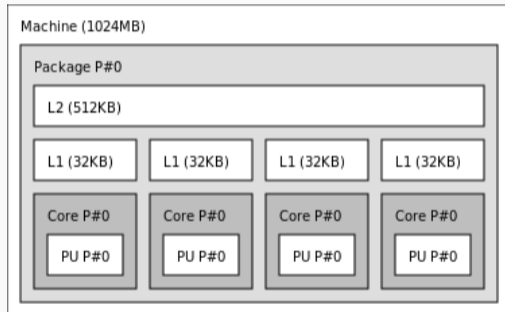 Machine (1024MB)
Package P#0
L2 (512KB)
L1 (32KB) L1 (32KB) L1 (32KB) L1 (32KB)
Core P#0 Core P#0 Core P#0 Core P#0
PU P#0 PU P#0 PU P#0 PU P#0